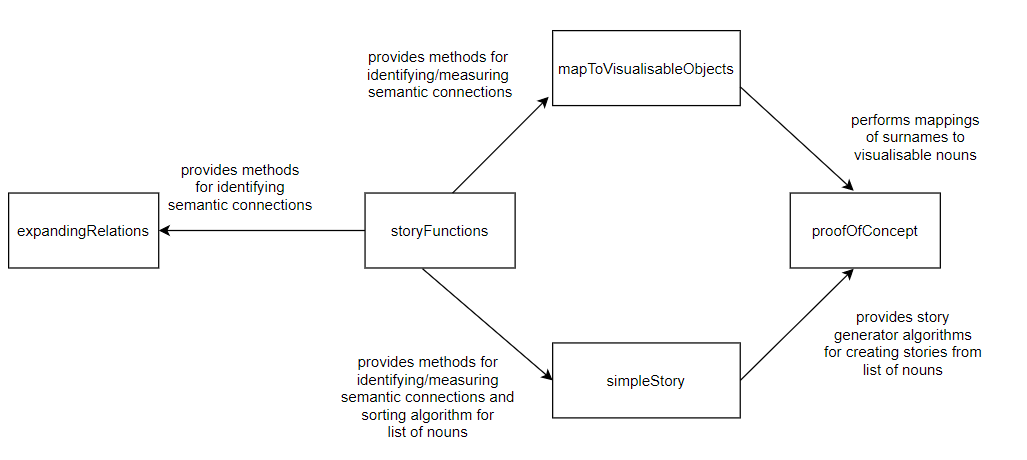 provides methods for
identifying/measuring
semantic connections
mapToVisualisableObjects
performs mappings
of surnames to
visualisable nouns
provides methods
for identifying
semantic connections
expandingRelations
storyFunctions
proofOfConcept
provides methods for
identifying/measuring
semantic connections and
sorting algorithm for
list of nouns
simpleStory
provides story
generator algorithms
for creating stories from
list of nouns